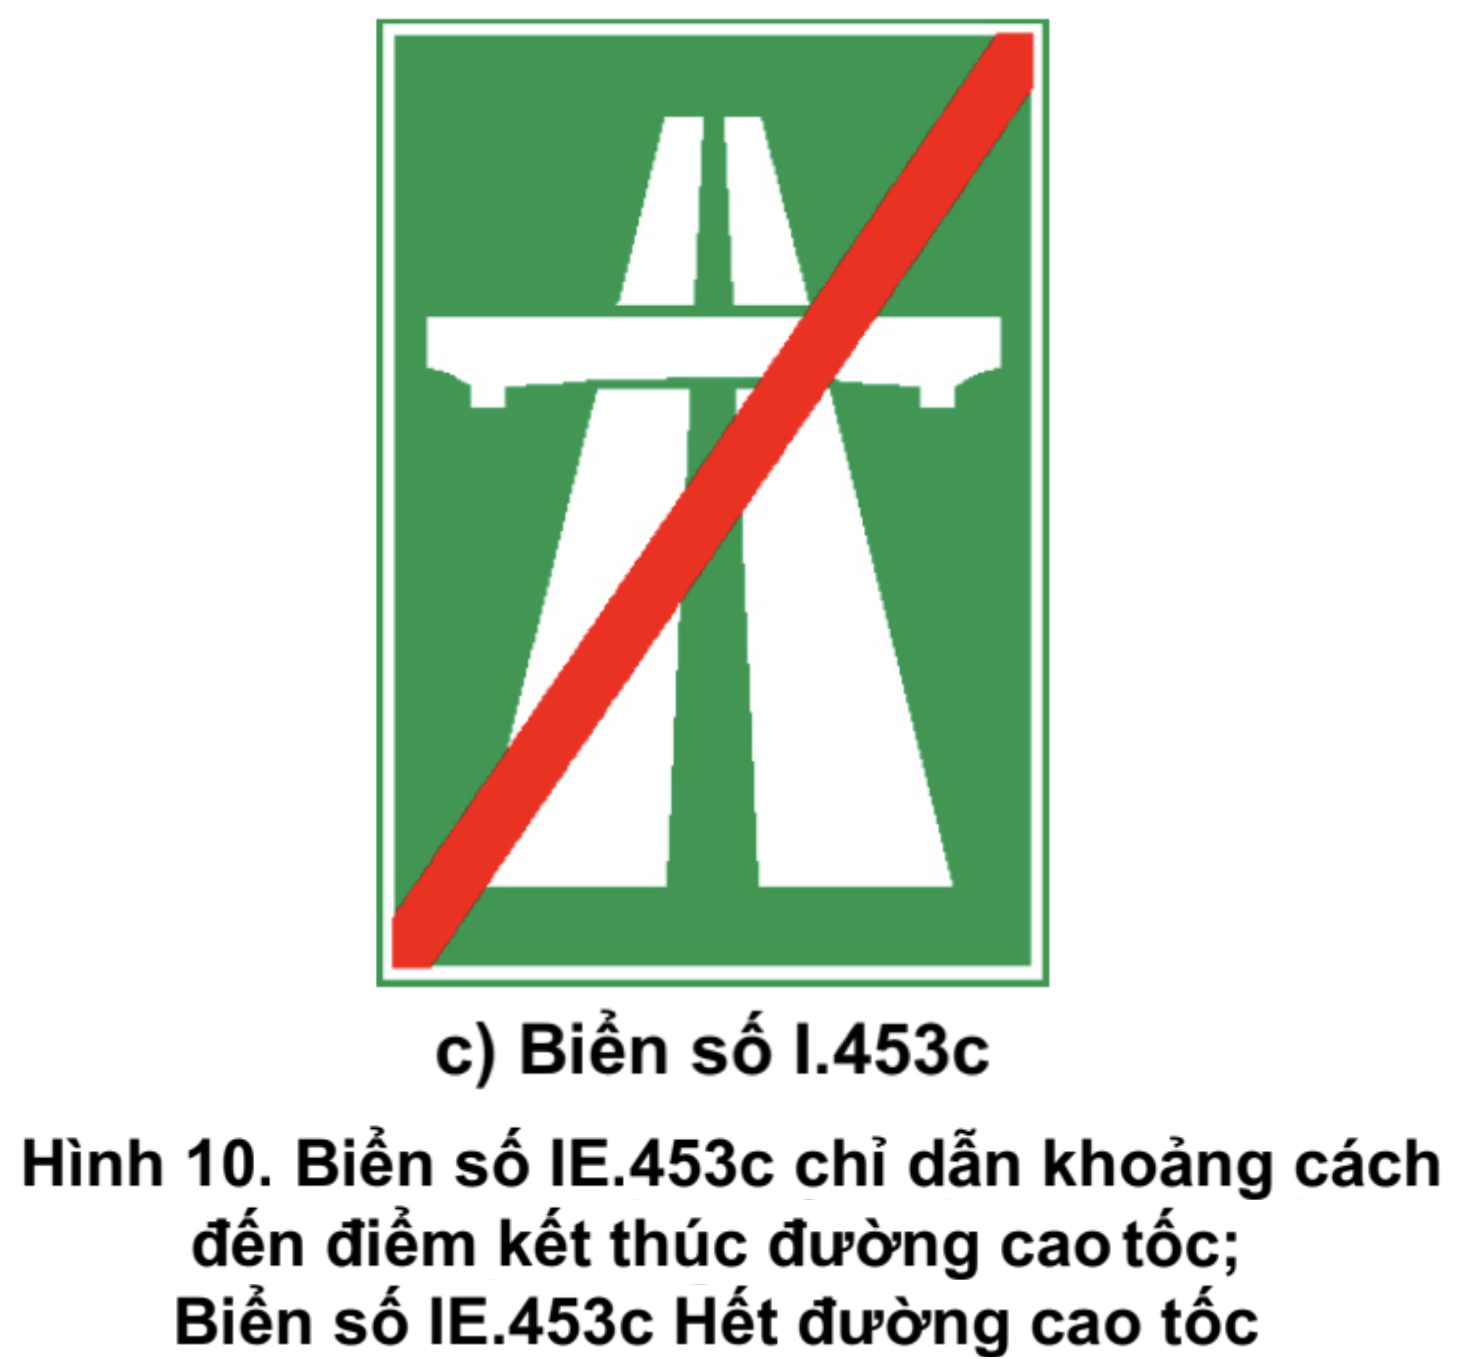 c) Biển số I.453c
Hình 10. Biển số IE.453c chỉ dẫn khoảng cách
đến điểm kết thúc đường cao tốc;
Biển số IE.453c Hết đường cao tốc